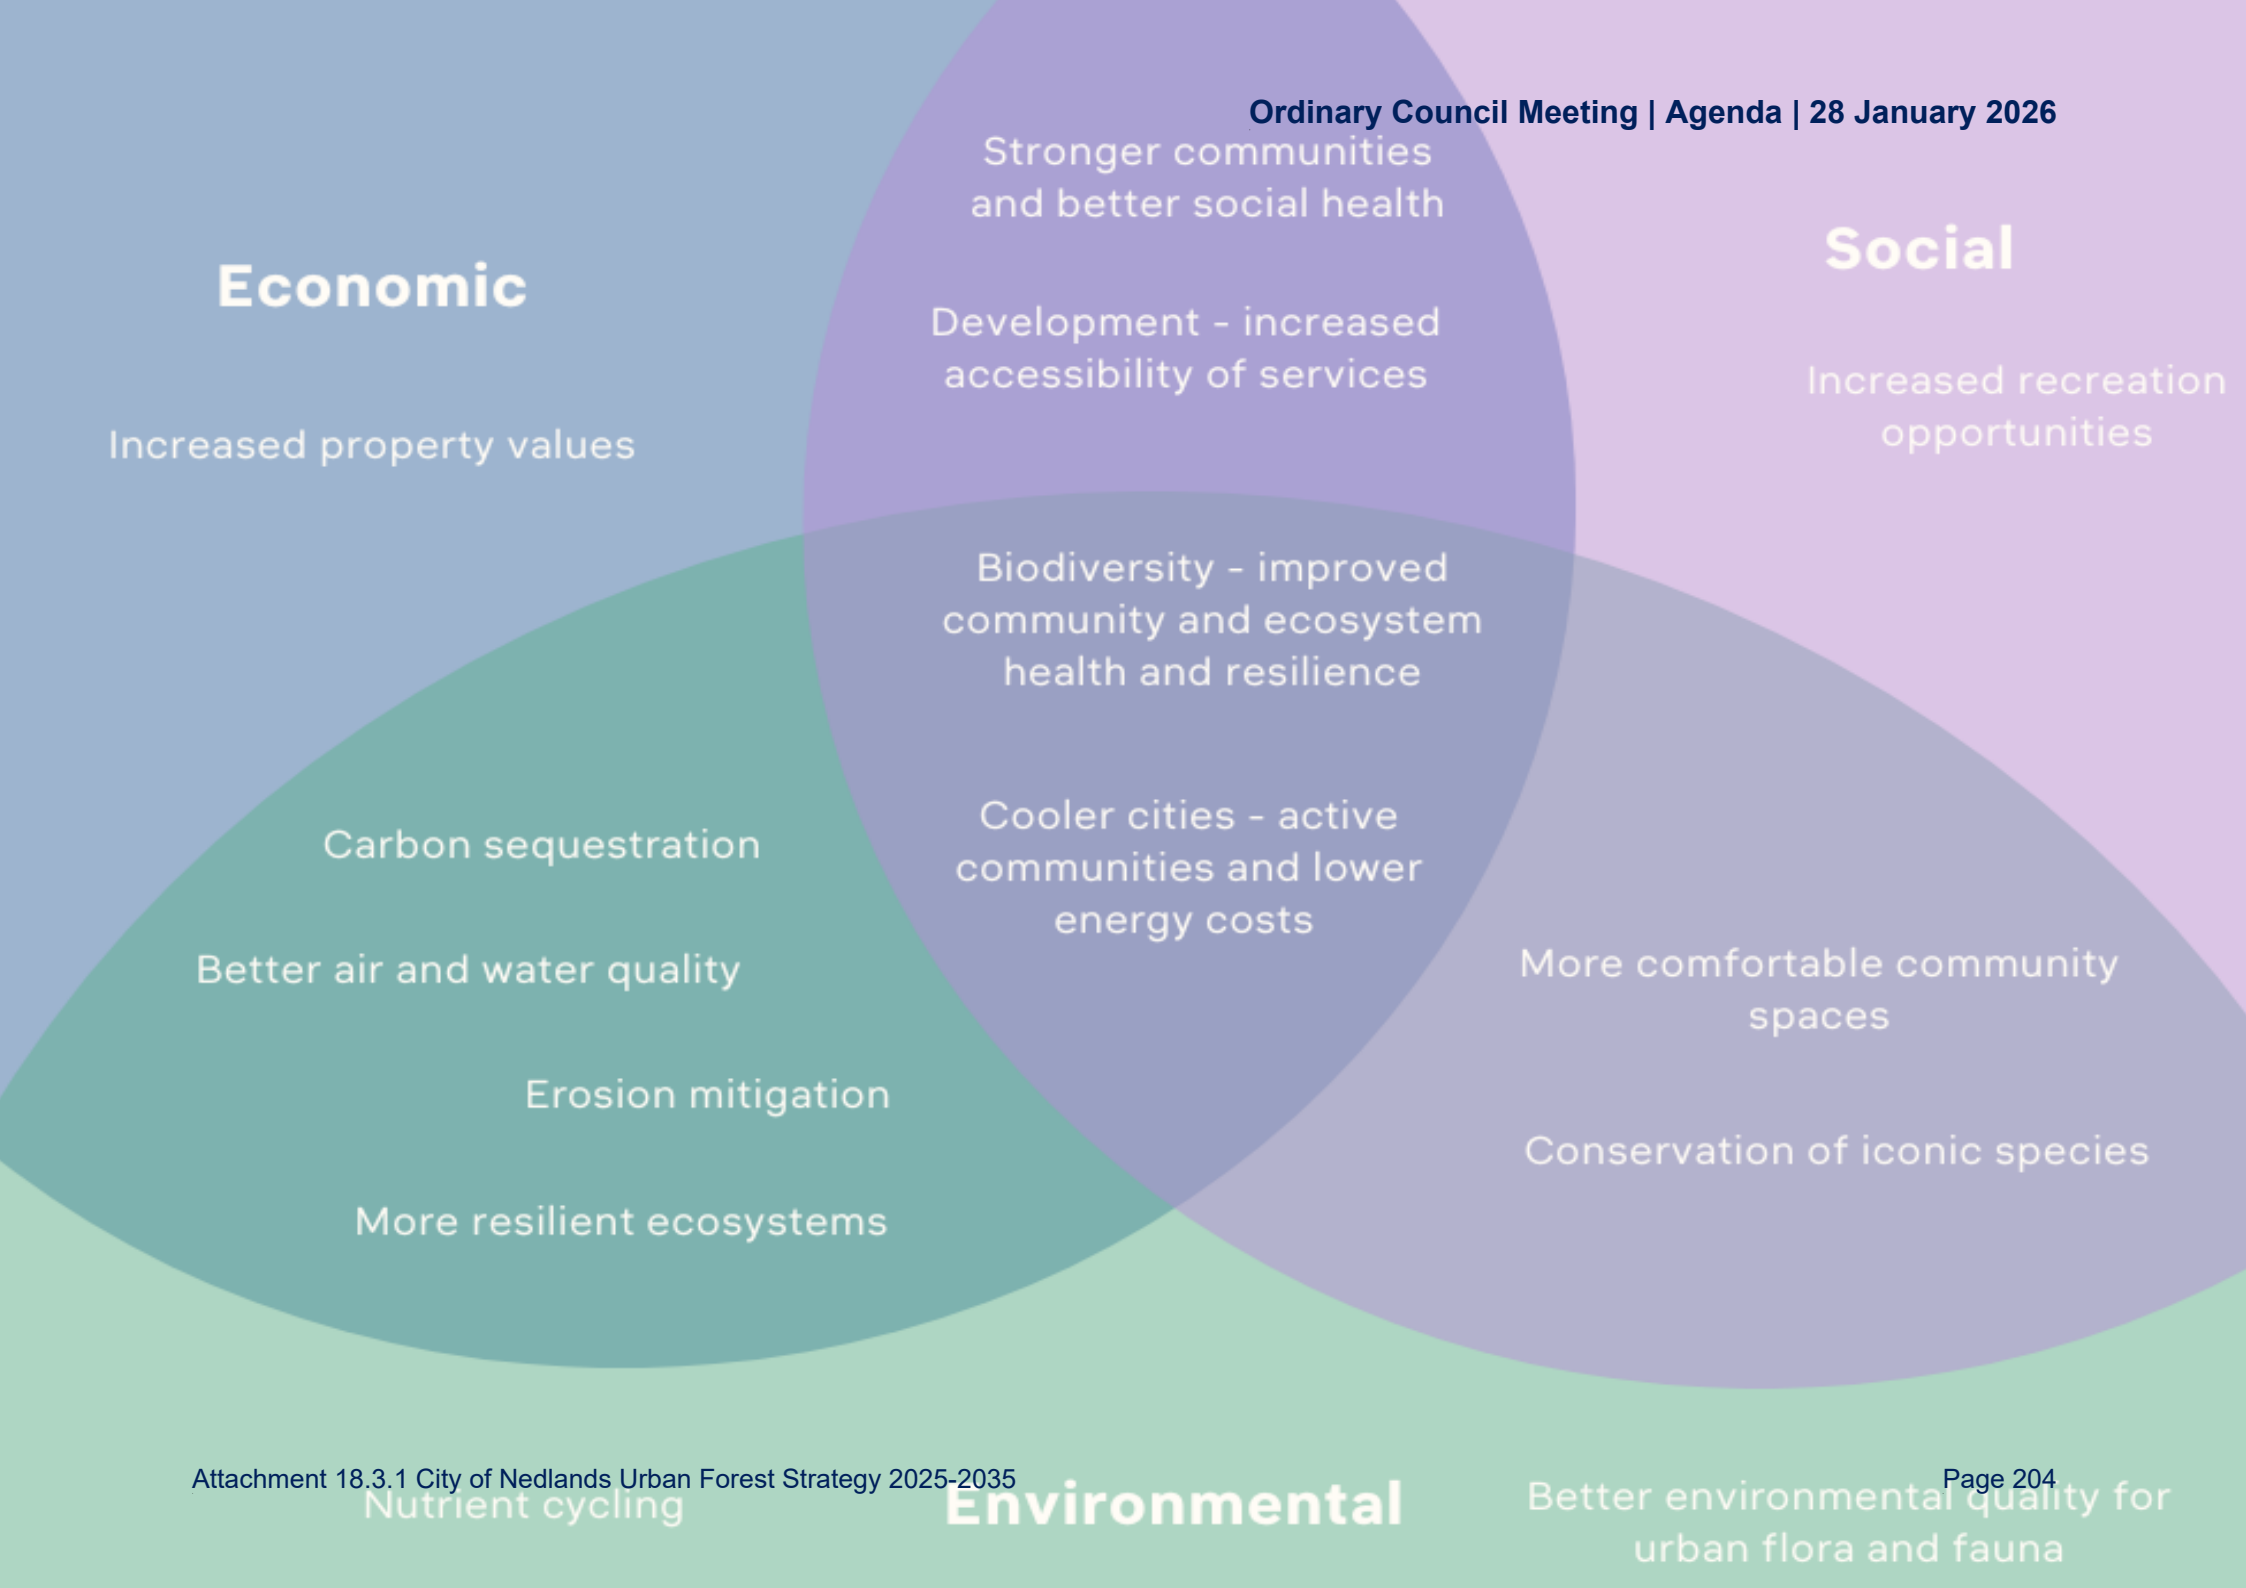 Ordinary Council Meeting | Agenda | 28 January 2026
Stronger communities
and better social health
Economic
Social
Development - increased
accessibility of services
Increased property values
Increased recreation
opportunities
Biodiversity - improved
community and ecosystem
health and resilience
Cooler cities - active
communities and lower
energy costs
Carbon sequestration
Better air and water quality
Erosion mitigation
More resilient ecosystems
More comfortable community
spaces
Conservation of iconic species
Attachment 18.3.1 City of Nedlands Urban Forest Strategy 2025-2035
Page 204
Nutrient cycling
Environmental
Better environmental quality for
urban flora and fauna